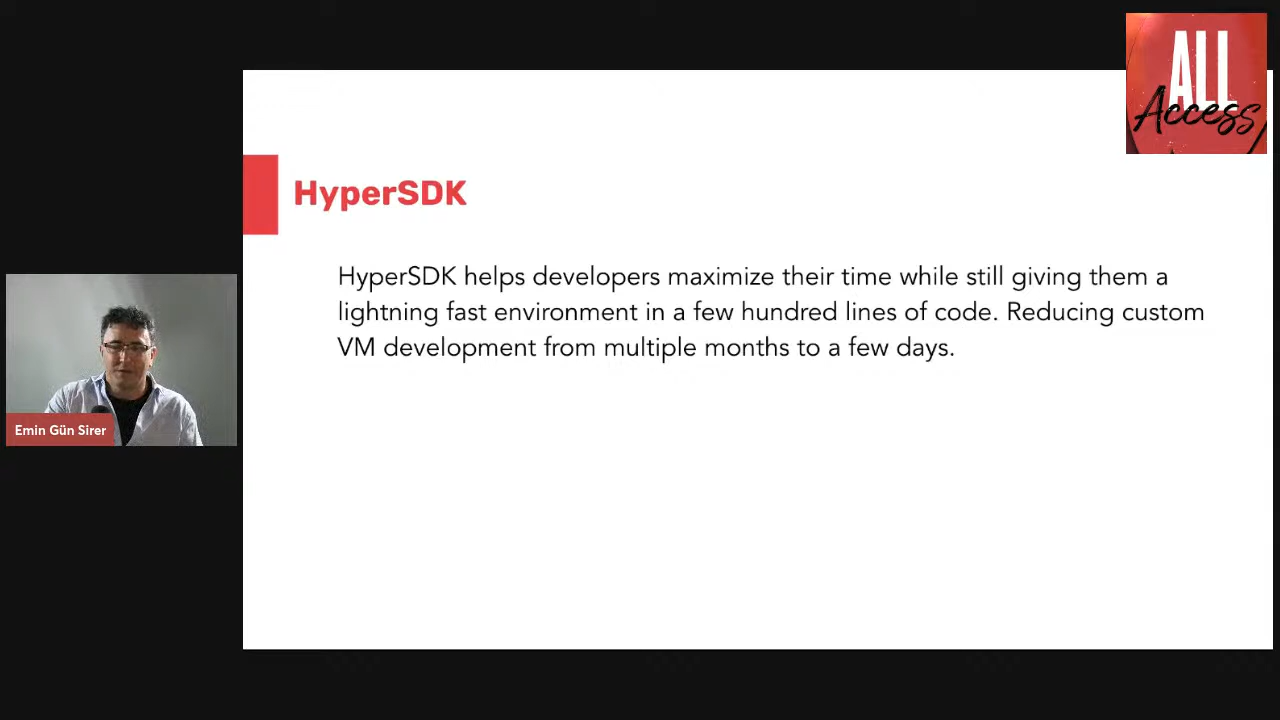 ALL
Access
HyperSDK
HyperSDK helps developers maximize their time while still giving them a
lightning fast environment in a few hundred lines of code. Reducing custom
VM development from multiple months to a few days.
Emin Gün Sirer